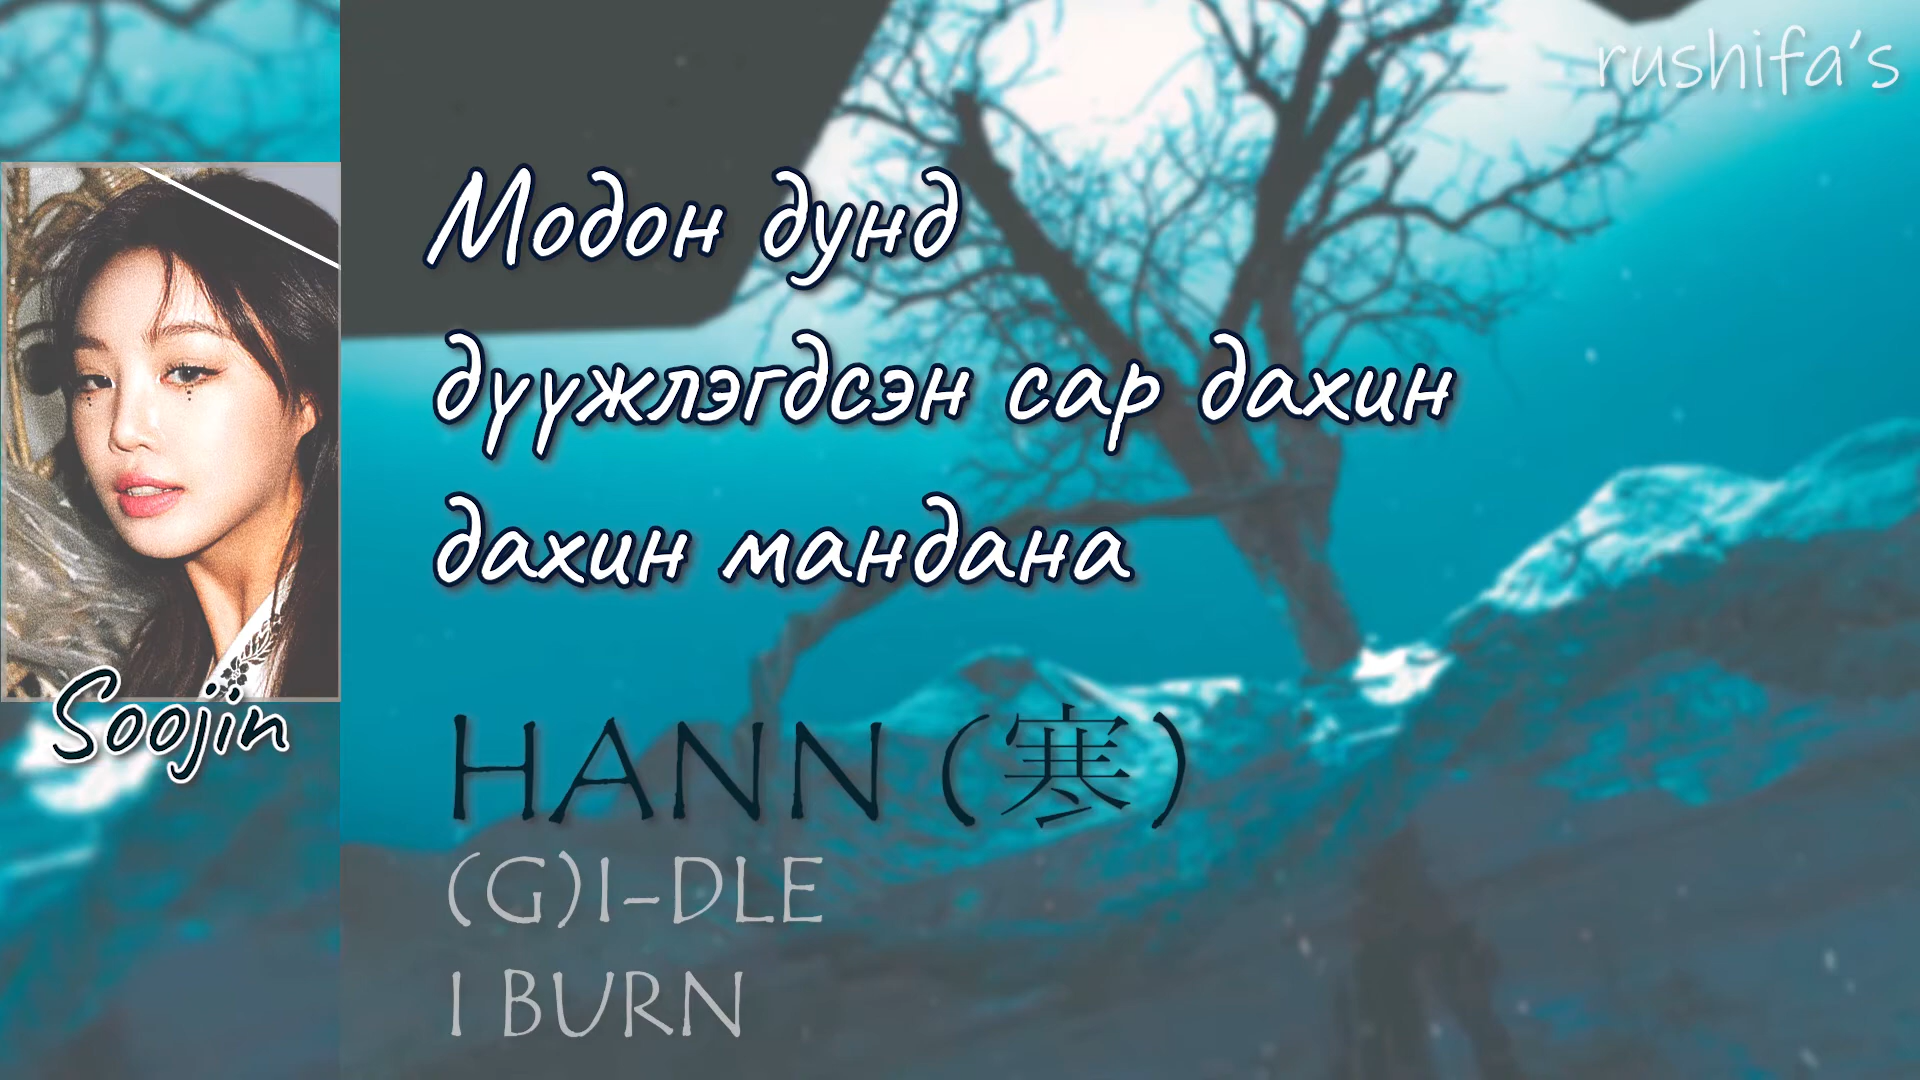 rushifa's
Модон дунд
дүүжлэгдсэн сар дахин
дахин мандана
Soojin
HANN (寒)
(G)I-DLE
I BURN